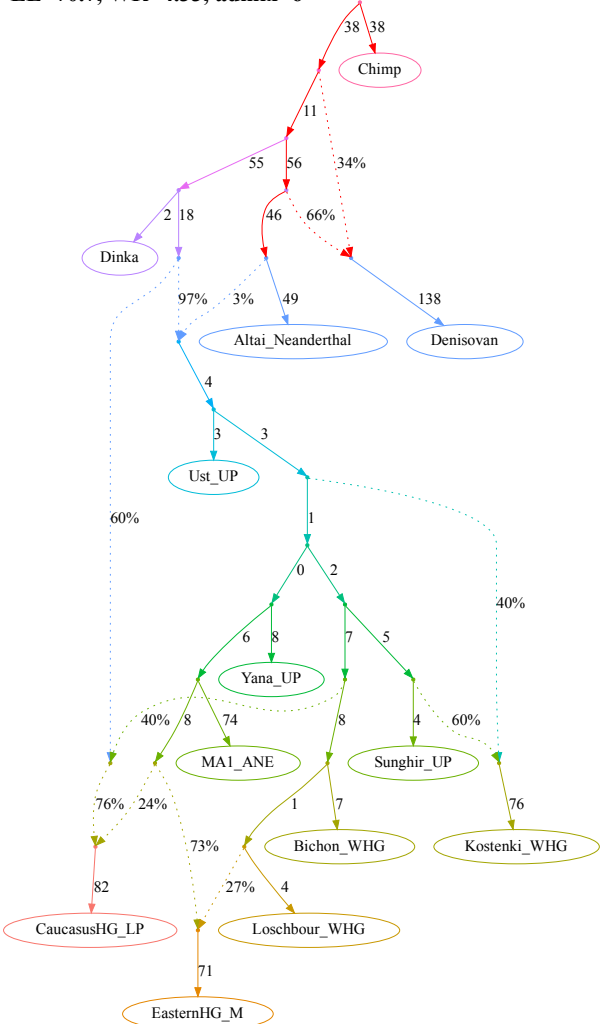 38 38
Chimp
11
34%
55 56
2 18 46 66%
Dinka
97% 3% 49 138
Altai_Neanderthal Denisovan
4
3 3
Ust_UP
60% 1
0 2
40%
6 8 7 5
Yana_UP
40% 8 74 8 4 60%
MA1_ANE Sunghir_UP
76% 24% 1 7 76
73% Bichon_WHG Kostenki_WHG
82 27% 4
CaucasusHG_LP Loschbour_WHG
71
EasternHG_M